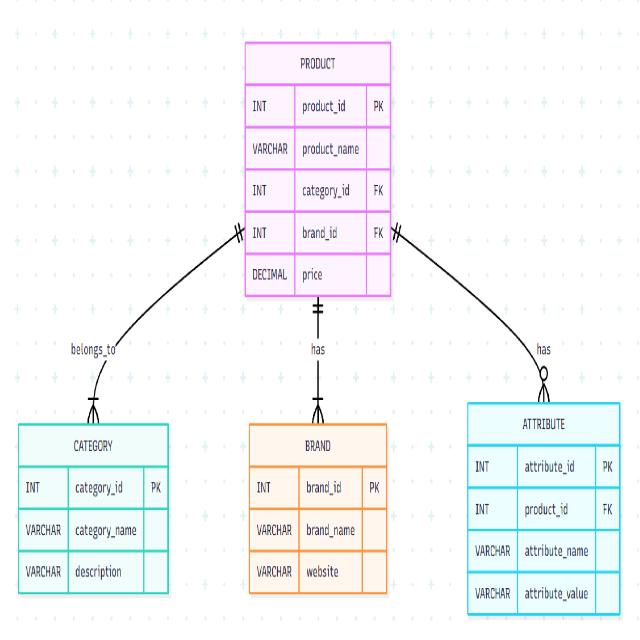 PRODUCT
INT product_id PK
VARCHAR product_name
INT category_id FK
INT brand_id FK
DECIMAL price
belongs_to
has
has
CATEGORY
INT category_id PK
VARCHAR category_name
VARCHAR description
BRAND
INT brand_id PK
VARCHAR brand_name
VARCHAR website
ATTRIBUTE
INT attribute_id PK
INT product_id FK
VARCHAR attribute_name
VARCHAR attribute_value